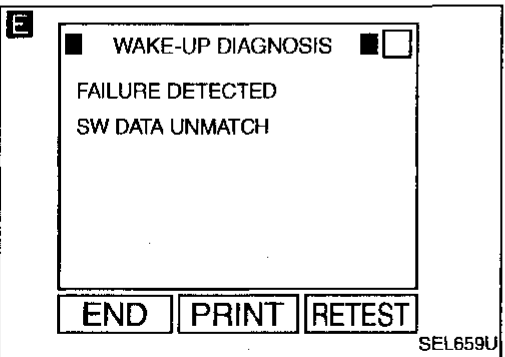 E
WAKE-UP DIAGNOSIS
FAILURE DETECTED
SW DATA UNMATCH
END PRINT RETEST
SEL659U